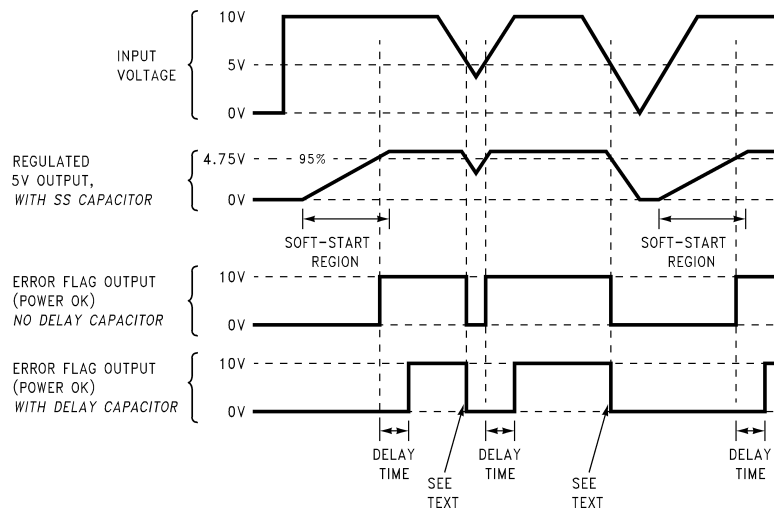 10V
INPUT
VOLTAGE
5V
0V
REGULATED
5V OUTPUT,
WITH SS CAPACITOR
4.75V
95%
0V
SOFT-START
REGION
SOFT-START
REGION
ERROR FLAG OUTPUT
(POWER OK)
NO DELAY CAPACITOR
10V
0V
ERROR FLAG OUTPUT
(POWER OK)
WITH DELAY CAPACITOR
10V
0V
DELAY
TIME
SEE
TEXT
DELAY
TIME
SEE
TEXT
DELAY
TIME